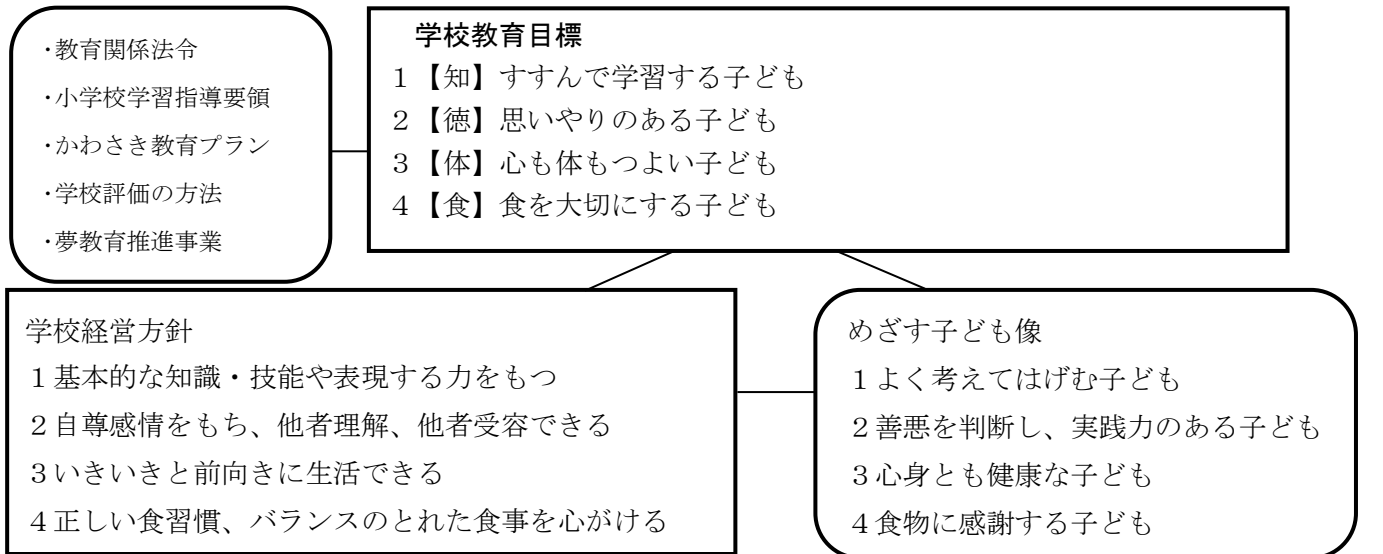 ・教育関係法令
・小学校学習指導要領
・かわさき教育プラン
・学校評価の方法
・夢教育推進事業
学校教育目標
１【知】すすんで学習する子ども
２【徳】思いやりのある子ども
３【体】心も体もつよい子ども
４【食】食を大切にする子ども
学校経営方針
１基本的な知識・技能や表現する力をもつ
２自尊感情をもち、他者理解、他者受容できる
３いきいきと前向きに生活できる
４正しい食習慣、バランスのとれた食事を心がける
めざす子ども像
１よく考えてはげむ子ども
２善悪を判断し、実践力のある子ども
３心身とも健康な子ども
４食物に感謝する子ども